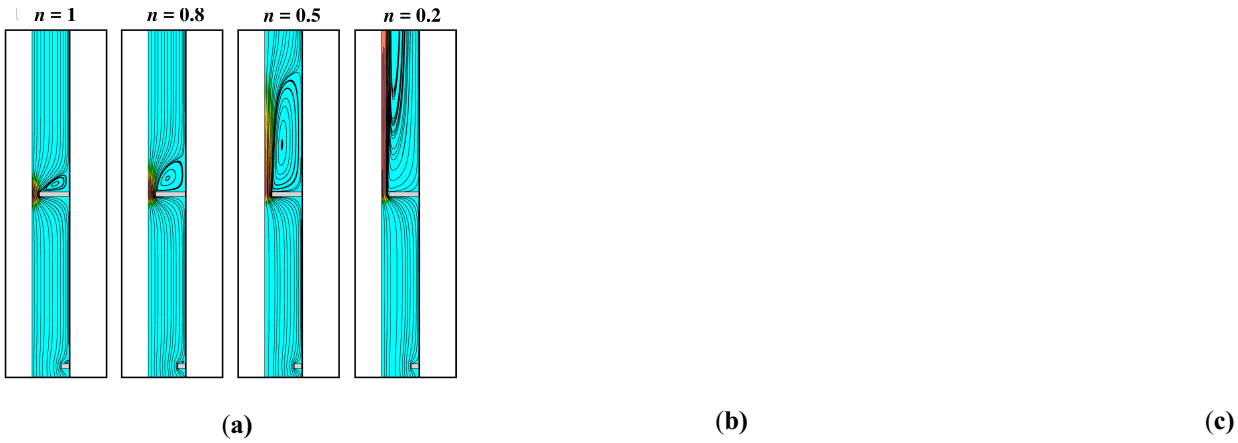 n = 1 n = 0.8 n = 0.5 n = 0.2
(a) (b) (c)